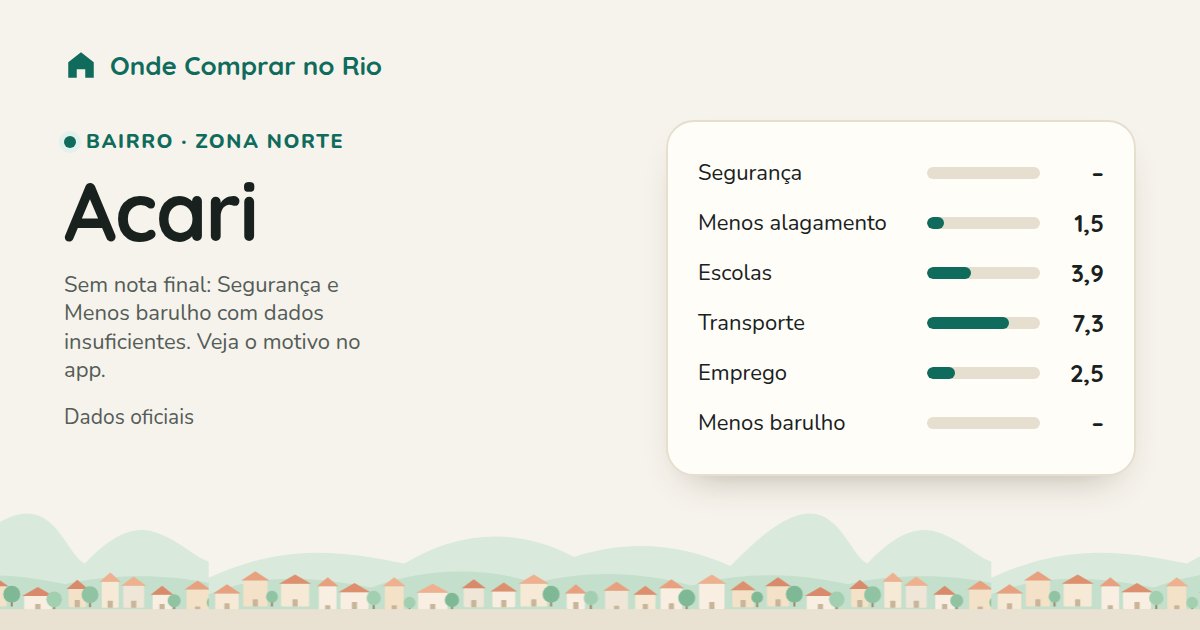 Onde Comprar no Rio
BAIRRO · ZONA NORTE
Acari
Sem nota final: Segurança e
Menos barulho com dados
insuficientes. Veja o motivo no
app.
Dados oficiais
Segurança –
Menos alagamento 1,5
Escolas 3,9
Transporte 7,3
Emprego 2,5
Menos barulho –